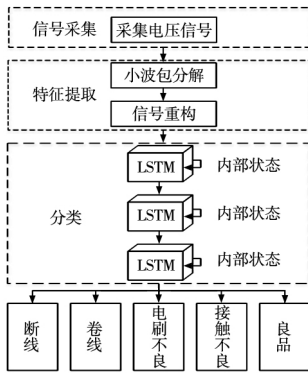 信号采集
采集电压信号
小波包分解
特征提取
信号重构
LSTM
内部状态
分类
LSTM
内部状态
LSTM
内部状态
断线
卷线
电刷不良
接触不良
良品